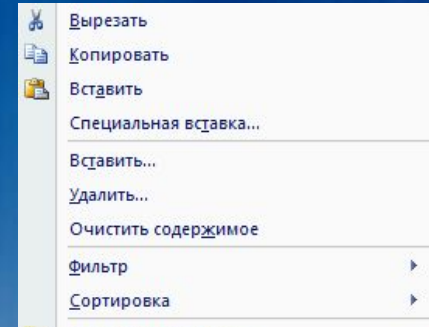 Вырезать
Копировать
Вставить
Специальная вставка...
Вставить...
Удалить...
Очистить содержимое
Фильтр
Сортировка